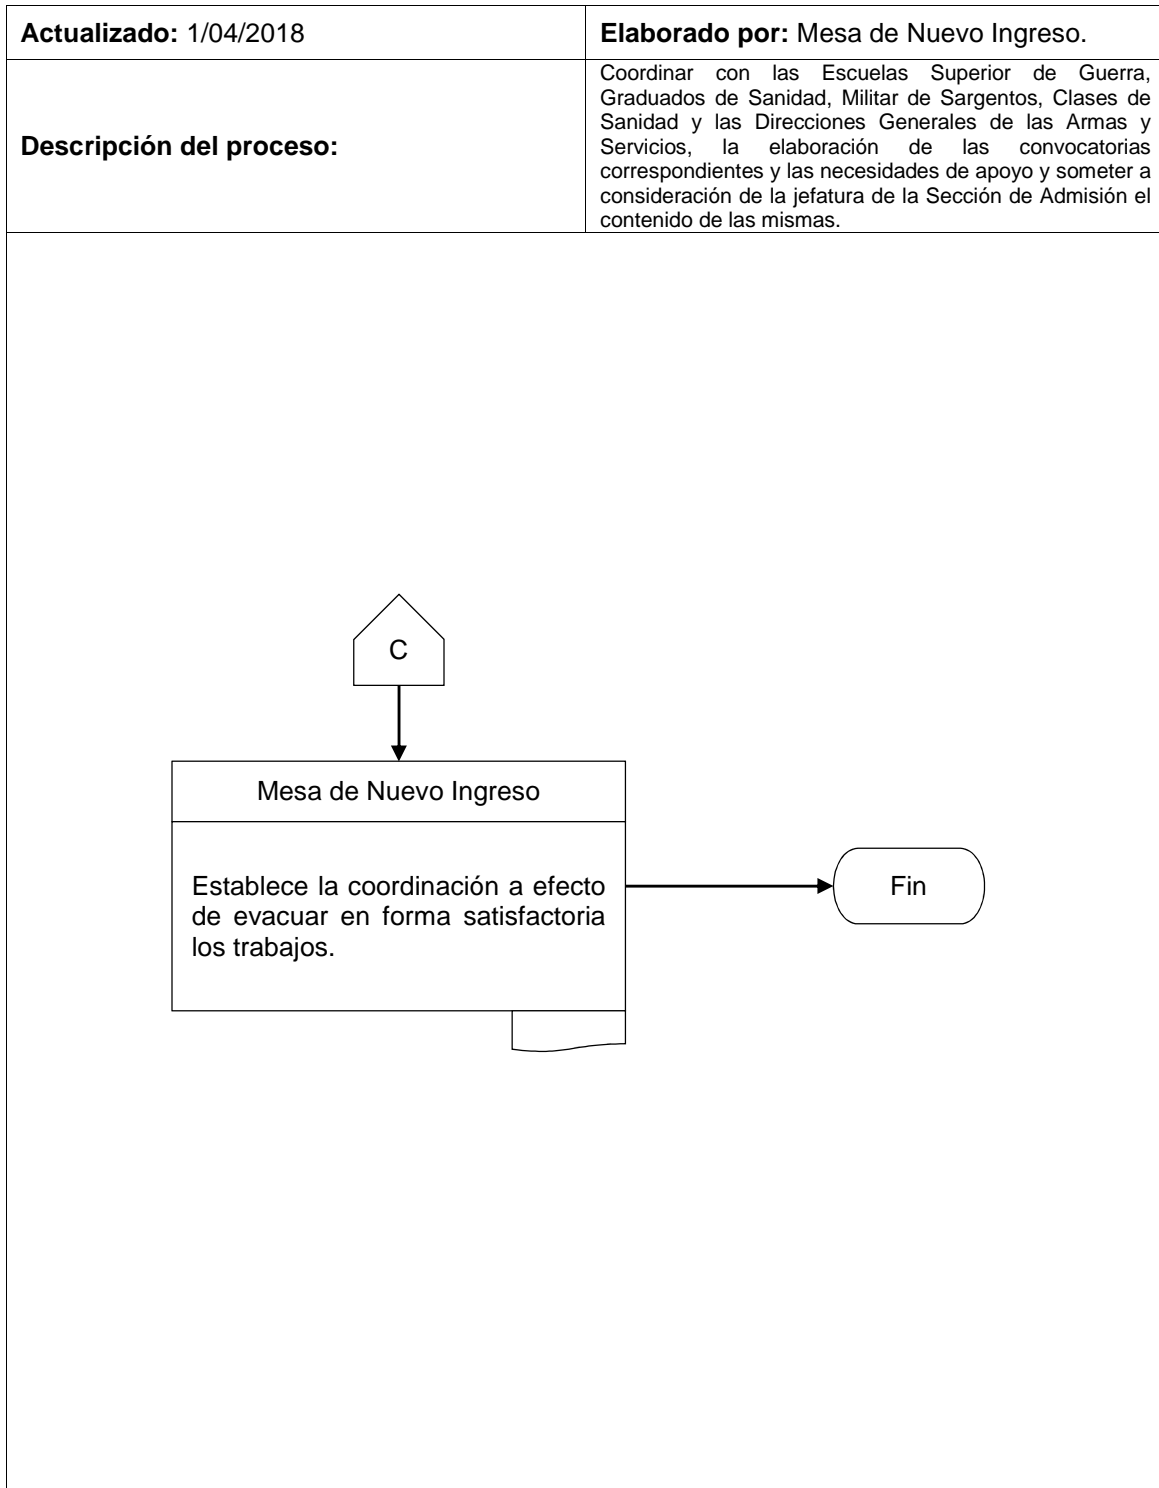 Actualizado: 1/04/2018
Elaborado por: Mesa de Nuevo Ingreso.
Descripción del proceso:
Coordinar con las Escuelas Superior de Guerra,
Graduados de Sanidad, Militar de Sargentos, Clases de
Sanidad y las Direcciones Generales de las Armas y
Servicios, la elaboración de las convocatorias
correspondientes y las necesidades de apoyo y someter a
consideración de la jefatura de la Sección de Admisión el
contenido de las mismas.
C
Mesa de Nuevo Ingreso
Establece la coordinación a efecto
de evacuar en forma satisfactoria
los trabajos.
Fin